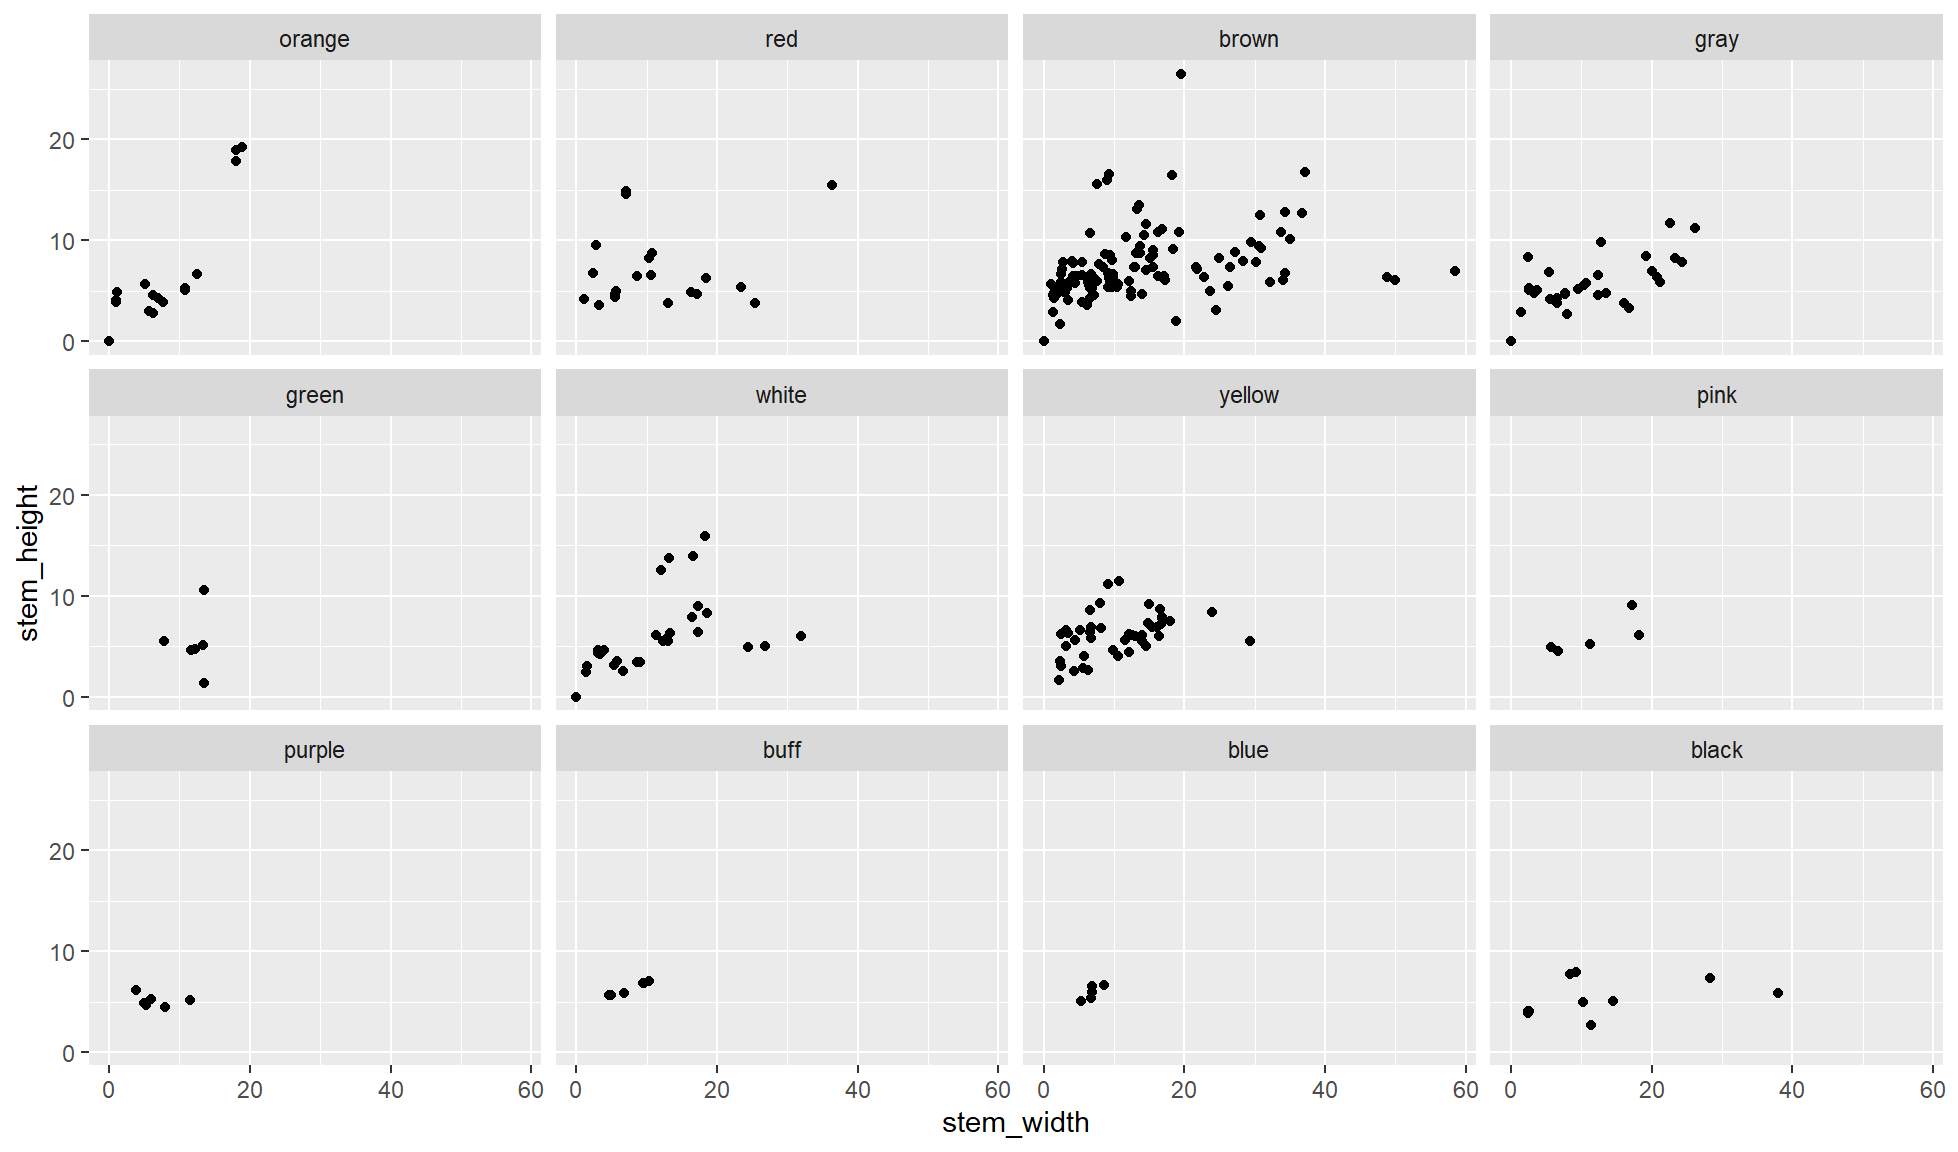 orange red brown gray
20
10
0
green white yellow pink
20
10
0
stem_height
purple buff blue black
20
10
0
0 20 40 60 0 20 40 60 0 20 40 60 0 20 40 60
stem_width